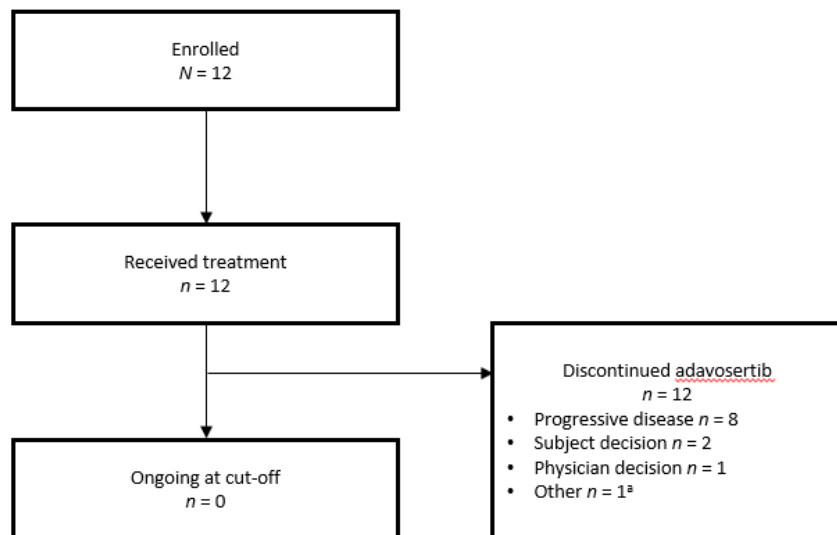 Enrolled
N = 12
Received treatment
n = 12
Discontinued adavosertib
n = 12
• Progressive disease n = 8
• Subject decision n = 2
• Physician decision n = 1
• Other n = 1ª
Ongoing at cut-off
n = 0